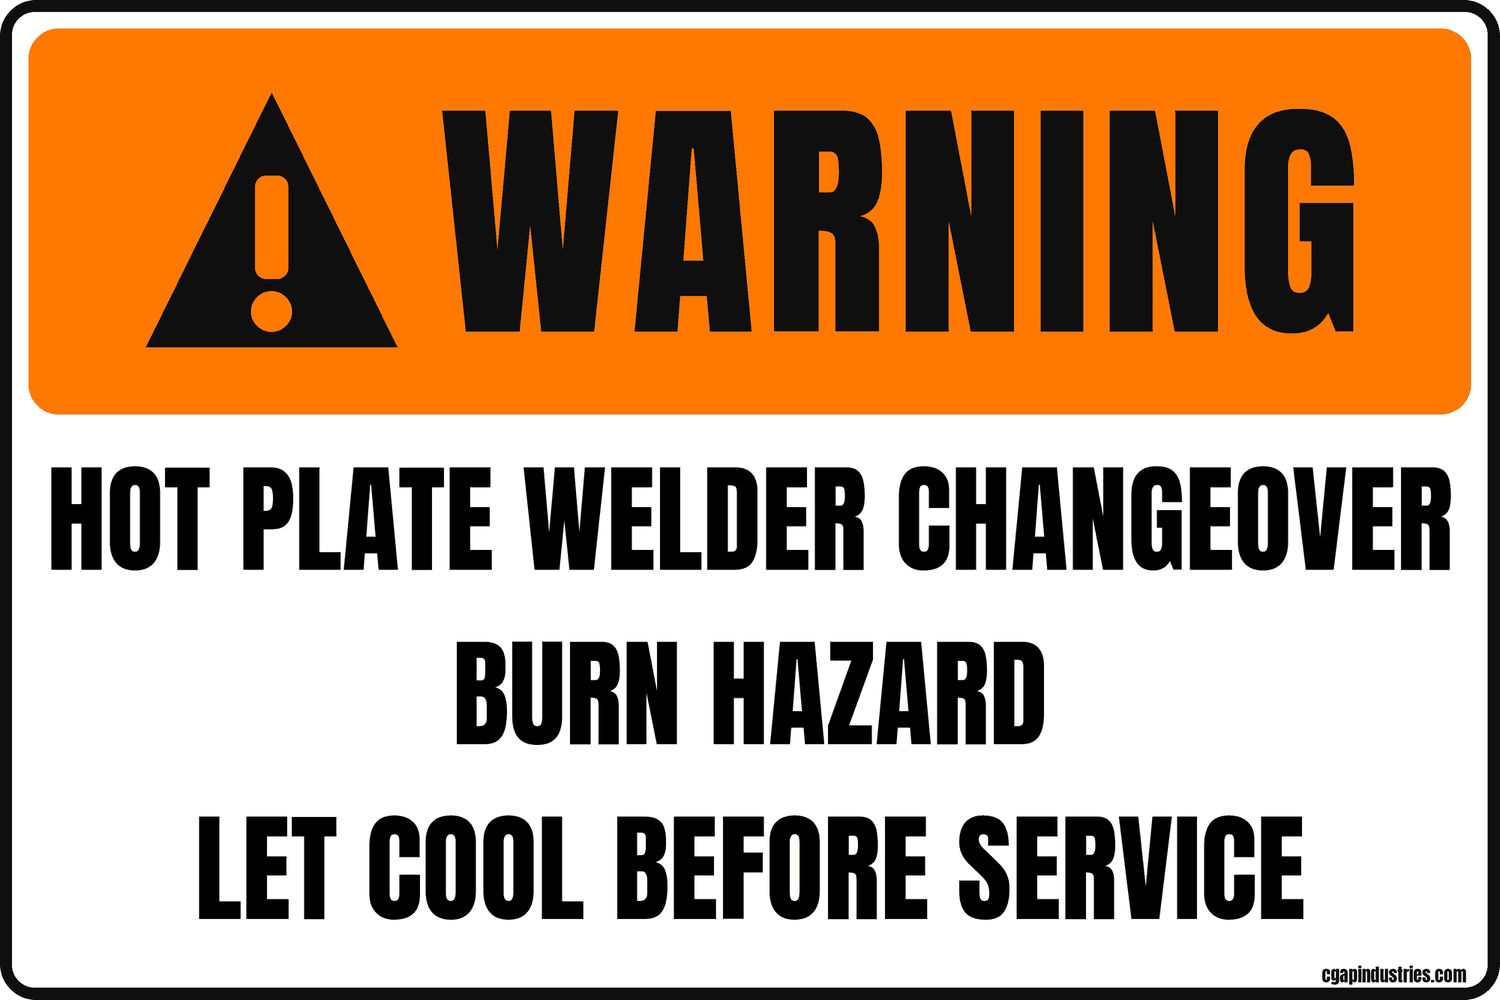 WARNING
HOT PLATE WELDER CHANGEOVER
BURN HAZARD
LET COOL BEFORE SERVICE
cgapindustries.com